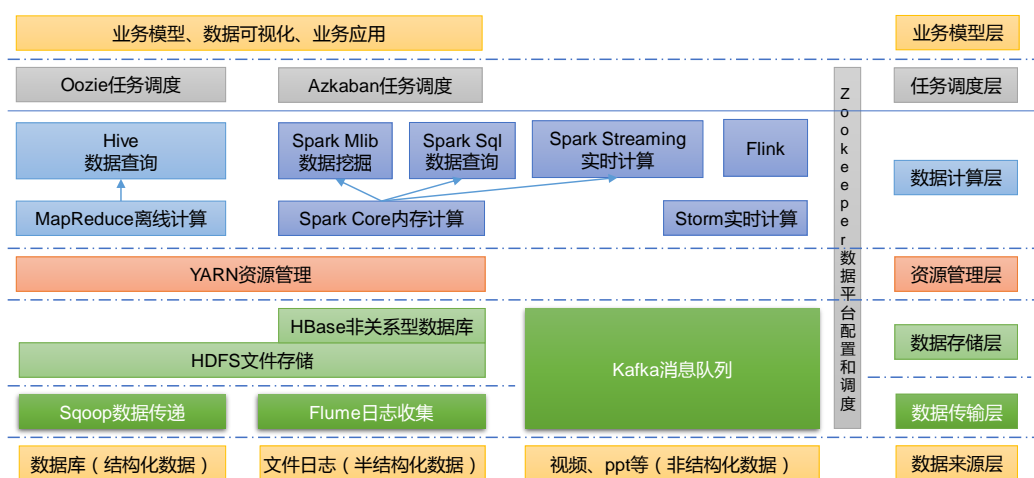 业务模型、数据可视化、业务应用
业务模型层
Oozie任务调度
Azkaban任务调度
任务调度层
Hive
数据查询
Spark Mlib
数据挖掘
Spark Sql
数据查询
Spark Streaming
实时计算
Flink
数据计算层
MapReduce离线计算
Spark Core内存计算
Storm实时计算
Zoookeeper数据平台配置和调度
YARN资源管理
资源管理层
HBase非关系型数据库
HDFS文件存储
Kafka消息队列
数据存储层
Sqoop数据传递
Flume日志收集
数据传输层
数据库（结构化数据）
文件日志（半结构化数据）
视频、ppt等（非结构化数据）
数据来源层